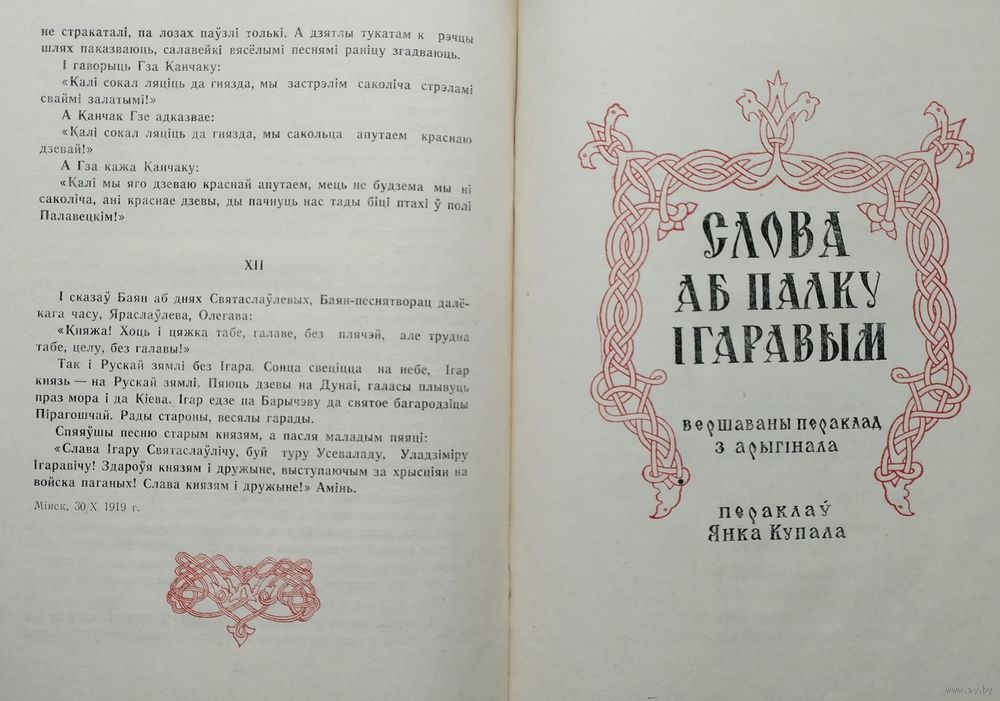 не стракаталі, па лозах паўзлі толькі. А дзятлы тукатам к рэчцы
шлях паказваюць, салавейкі вясёлымі песнямі раніцу згадваюць.
І гаворыць Гза Канчаку:
«Калі сокал ляціць да гнязда, мы застрэлім саколіча стрэламі
сваймі залатымі!»
А Канчак Гзе адказвае:
«Калі сокал ляціць да гнязда, мы сакольца апутаем краснаю
дзевай!»
А Гза кажа Канчаку:
«Калі мы яго дзеваю краснай апутаем, мець не будзема мы ні
саколіча, ані краснае дзевы, ды пачнуць нас тады біці птахі ў полі
Палавецкім!»
XII
І сказаў Баян аб днях Святаслаўлевых, Баян-песнятворац далё-
кага часу, Яраслаўлева, Олегава:
«Княжа! Хоць і цяжка табе, галаве, без плячэй, але трудна
табе, целу, без галавы!»
Так і Рускай зямлі без Ігара. Сонца свеціцца на небе, Ігар
князь — на Рускай зямлі. Пяюць дзевы на Дунаі, галасы плывуць
праз мора і да Кіева. Ігар едзе па Барычэву да святое багародзіцы
Пірагошчай. Рады староны, вясялы гарады.
Спяяўшы песню старым князям, а пасля маладым пяяці:
«Слава Ігару Святаслаўлічу, буй туру Усеваладу, Уладзіміру
Ігаравічу! Здароўя князям і дружыне, выступаючым за хрысціян на
войска паганых! Слава князям і дружыне!» Амінь.
Мінск, 30/X 1919 г.
СЛОВА
АБ ПАЛКУ
ІГАРАВЫМ
вершаваны пераклад
з арыгінала
пераклаў
Янка Купала
www.ay.by